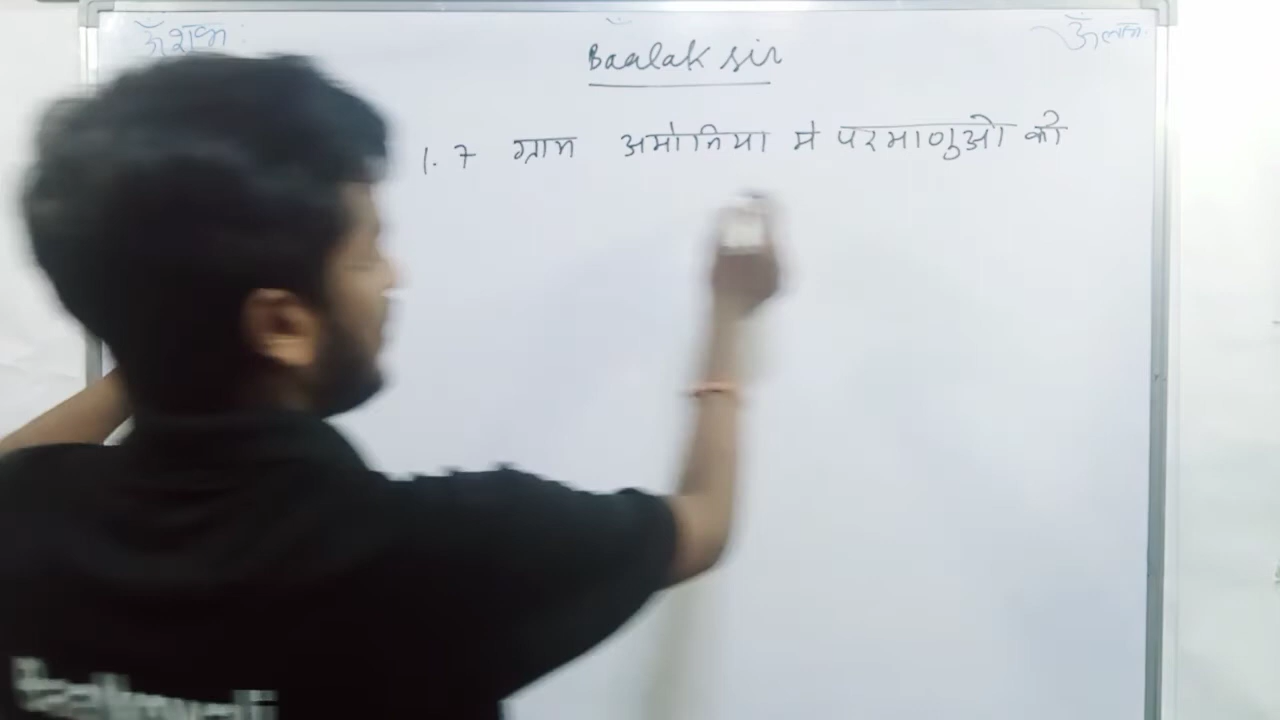 ॐ शुभ ॐ लाभ
Baalak sir
1.7 ग्राम अमोनिया मे परमाणुओ की